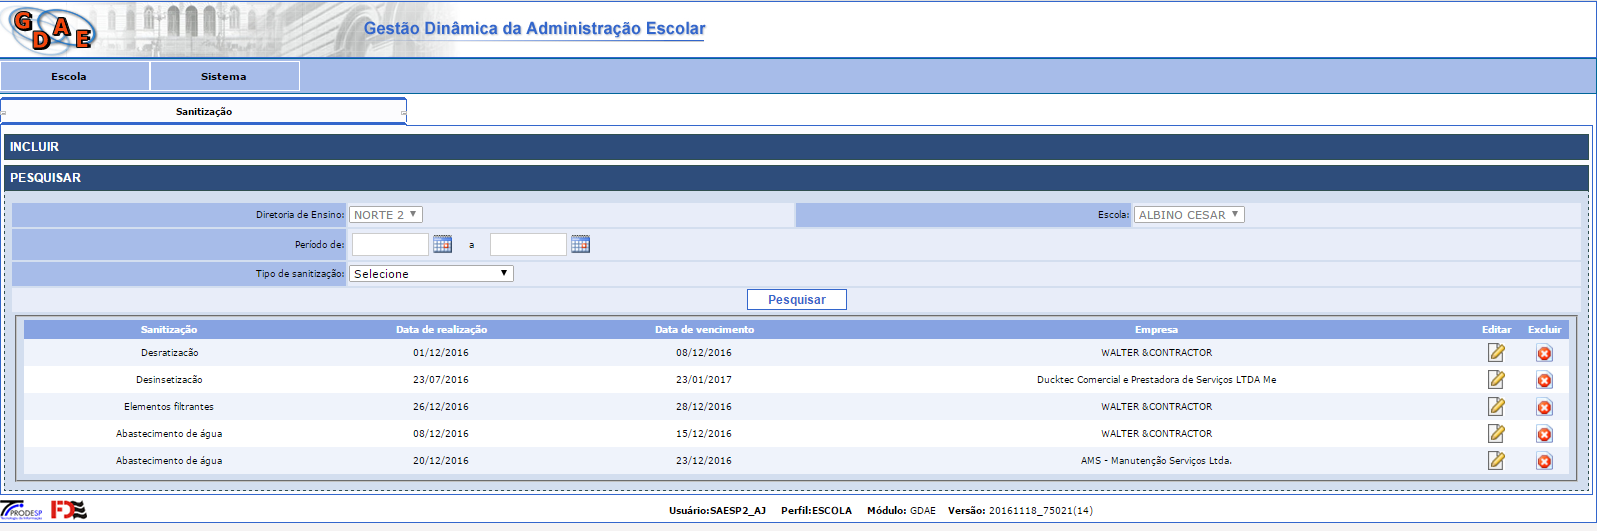 GDAE
Gestão Dinâmica da Administração Escolar
Escola Sistema
Sanitização
INCLUIR
PESQUISAR
Diretoria de Ensino: NORTE 2 Escola: ALBINO CESAR
Período de: a
Tipo de sanitização: Selecione
Pesquisar
Sanitização Data de realização Data de vencimento Empresa Editar Excluir
Desratizacão 01/12/2016 08/12/2016 WALTER &CONTRACTOR
Desinsetizacão 23/07/2016 23/01/2017 Ducktec Comercial e Prestadora de Serviços LTDA Me
Elementos filtrantes 26/12/2016 28/12/2016 WALTER &CONTRACTOR
Abastecimento de água 08/12/2016 15/12/2016 WALTER &CONTRACTOR
Abastecimento de água 20/12/2016 23/12/2016 AMS - Manutenção Serviços Ltda.
PRODESP FDE Usuário:SAESP2_AJ Perfil:ESCOLA Módulo: GDAE Versão: 20161118_75021(14)
Tecnologia da Informação